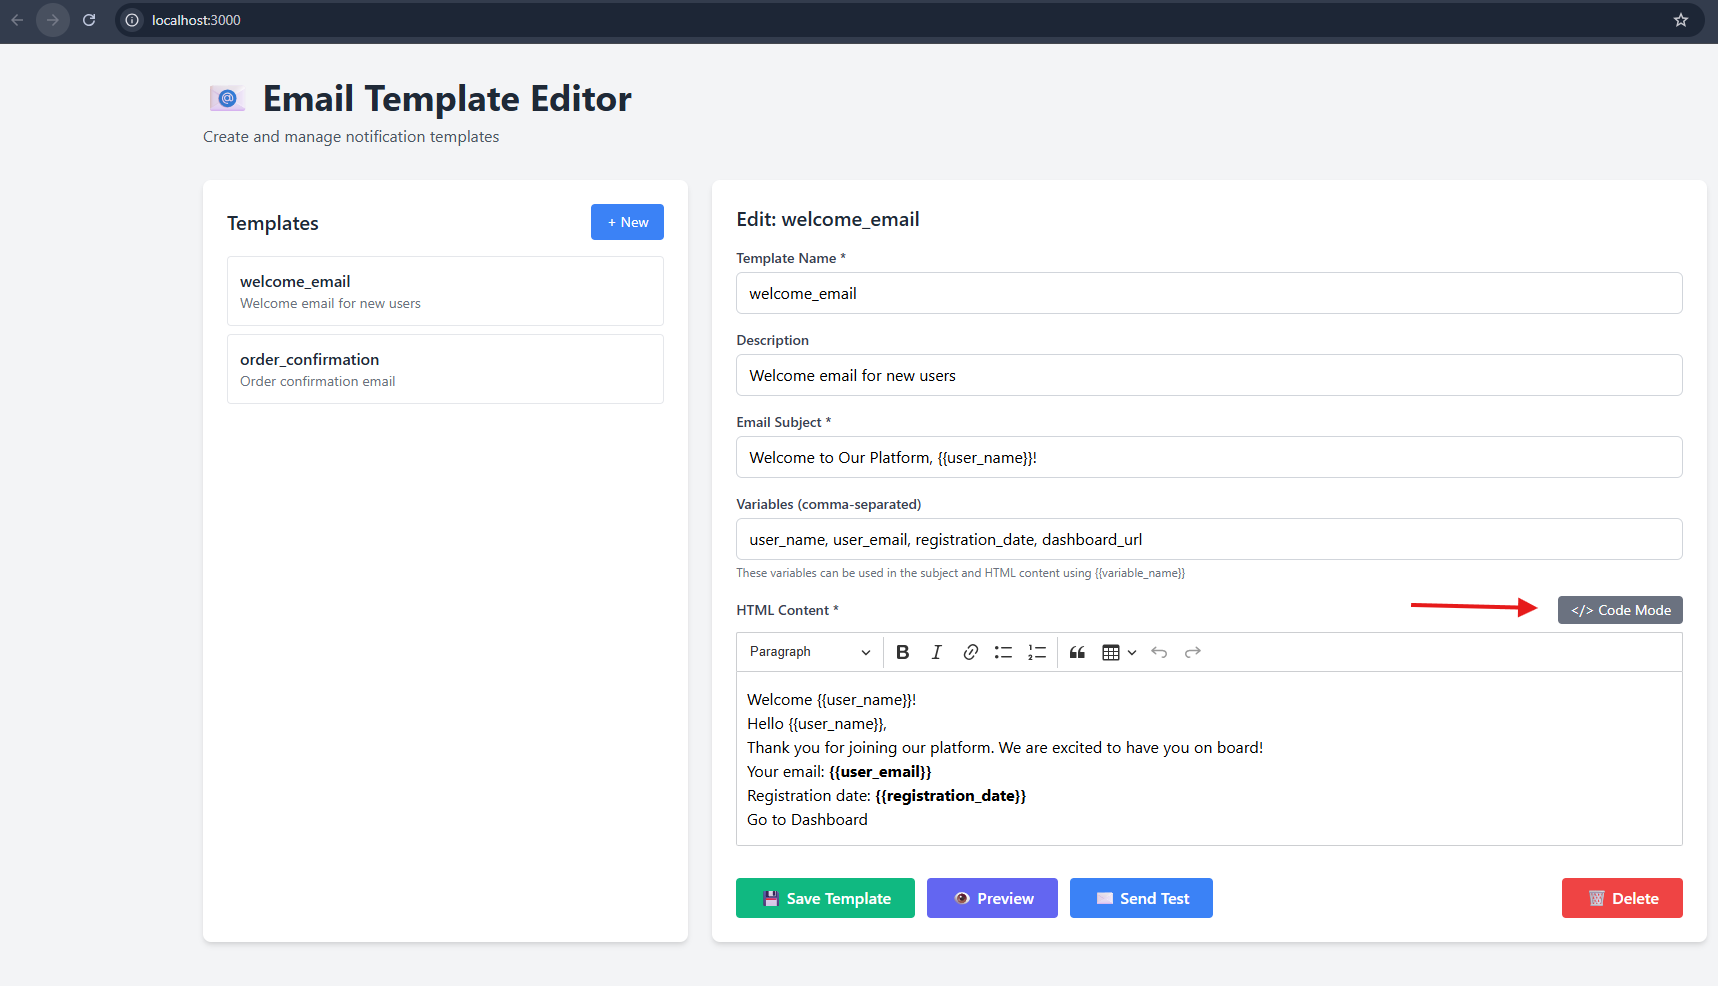 localhost:3000
Email Template Editor
Create and manage notification templates
Templates
+ New
welcome_email
Welcome email for new users
order_confirmation
Order confirmation email
Edit: welcome_email
Template Name *
welcome_email
Description
Welcome email for new users
Email Subject *
Welcome to Our Platform, {{user_name}}!
Variables (comma-separated)
user_name, user_email, registration_date, dashboard_url
These variables can be used in the subject and HTML content using {{variable_name}}
HTML Content *
</> Code Mode
Paragraph
Welcome {{user_name}}!
Hello {{user_name}},
Thank you for joining our platform. We are excited to have you on board!
Your email: {{user_email}}
Registration date: {{registration_date}}
Go to Dashboard
Save Template
Preview
Send Test
Delete